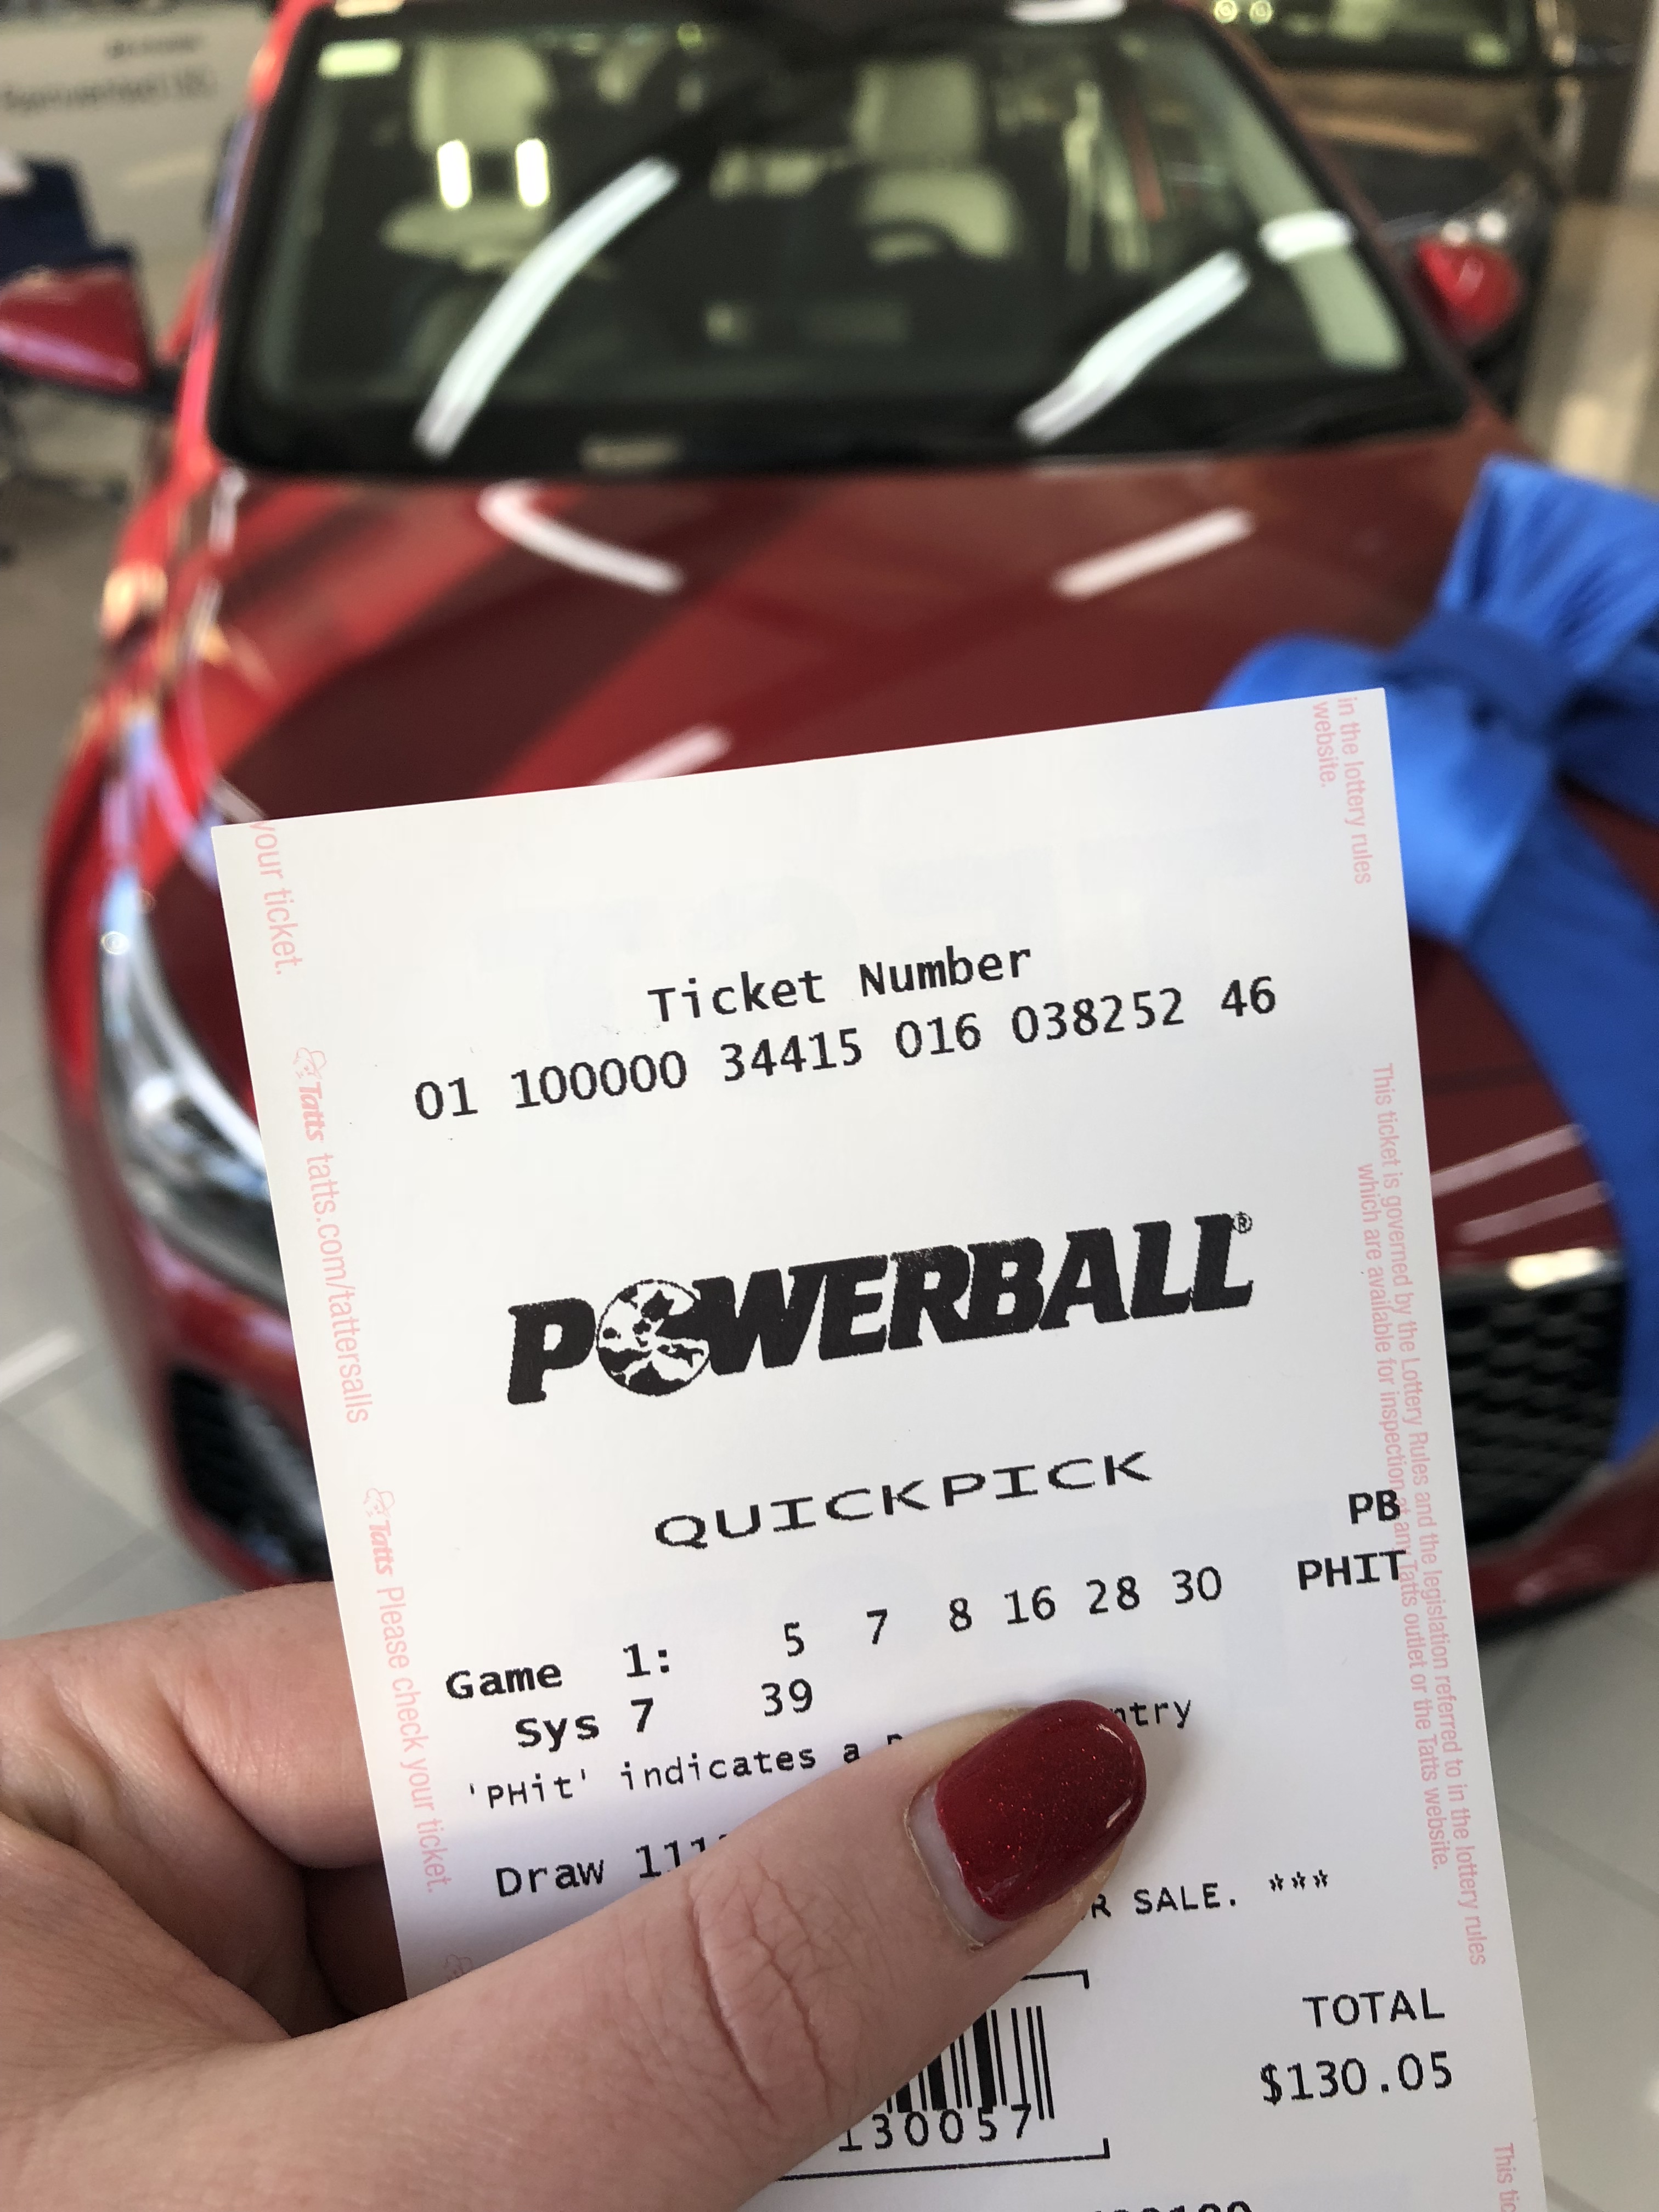 Ticket Number
01 100000 34415 016 038252 46
POWERBALL®
QUICKPICK
PB
PHIT
Game 1: 5 7 8 16 28 30
Sys 7 39
'PHit' indicates a
Draw
SALE. ***
TOTAL
$130.05
130057
your ticket.
Tatts tatts.com/tattersalls
Tatts Please check your ticket.
in the lottery rules
website.
This ticket is governed by the Lottery Rules and the legislation referred to in the lottery rules
which are available for inspection at any Tatts outlet or the Tatts website.